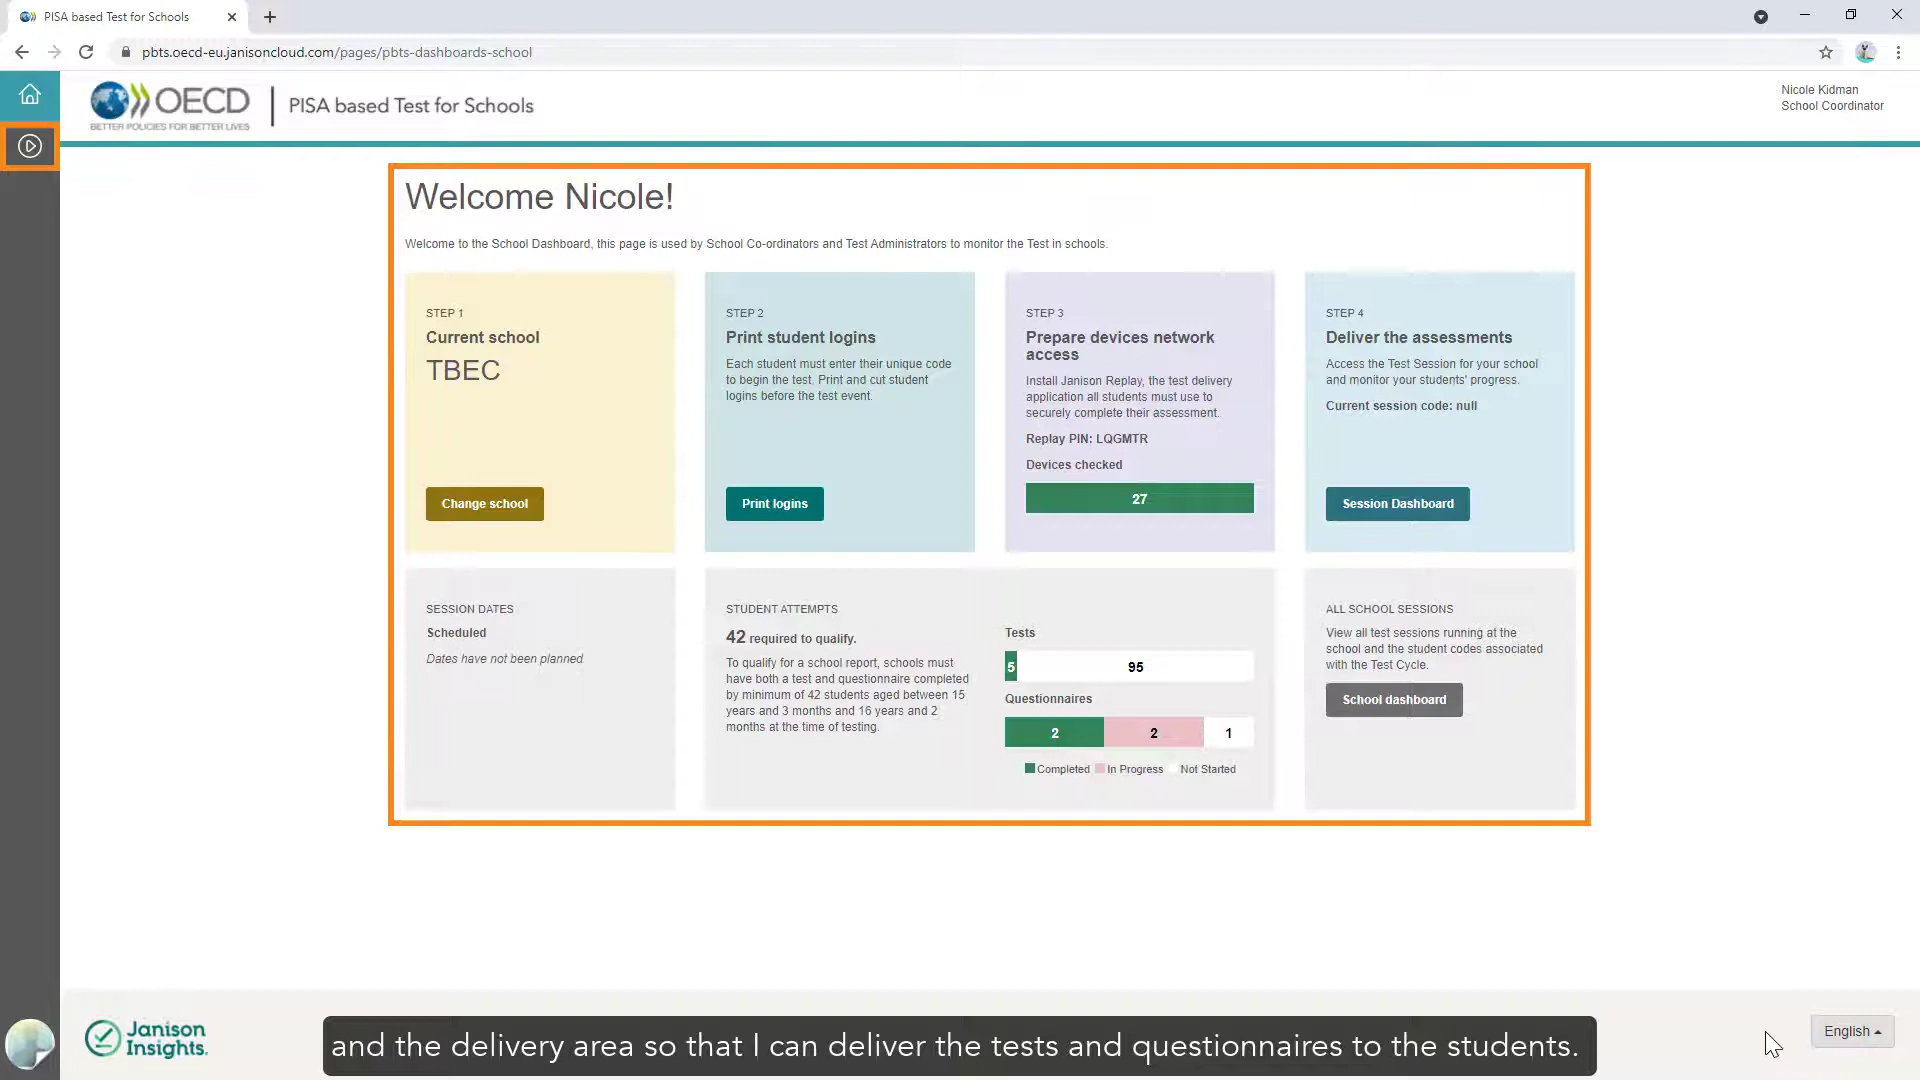 PISA based Test for Schools
pbts.oecd-eu.janisoncloud.com/pages/pbts-dashboards-school
OECD
BETTER POLICIES FOR BETTER LIVES
PISA based Test for Schools
Nicole Kidman
School Coordinator
Welcome Nicole!
Welcome to the School Dashboard, this page is used by School Co-ordinators and Test Administrators to monitor the Test in schools.
STEP 1
Current school
TBEC
Change school
STEP 2
Print student logins
Each student must enter their unique code
to begin the test. Print and cut student
logins before the test event.
Print logins
STEP 3
Prepare devices network
access
Install Janison Replay, the test delivery
application all students must use to
securely complete their assessment.
Replay PIN: LQGMTR
Devices checked
27
STEP 4
Deliver the assessments
Access the Test Session for your school
and monitor your students' progress.
Current session code: null
Session Dashboard
SESSION DATES
Scheduled
Dates have not been planned
STUDENT ATTEMPTS
42 required to qualify.
To qualify for a school report, schools must
have both a test and questionnaire completed
by minimum of 42 students aged between 15
years and 3 months and 16 years and 2
months at the time of testing.
Tests
5 95
Questionnaires
2 2 1
Completed In Progress Not Started
ALL SCHOOL SESSIONS
View all test sessions running at the
school and the student codes associated
with the Test Cycle.
School dashboard
Janison
Insights.
and the delivery area so that I can deliver the tests and questionnaires to the students.
English